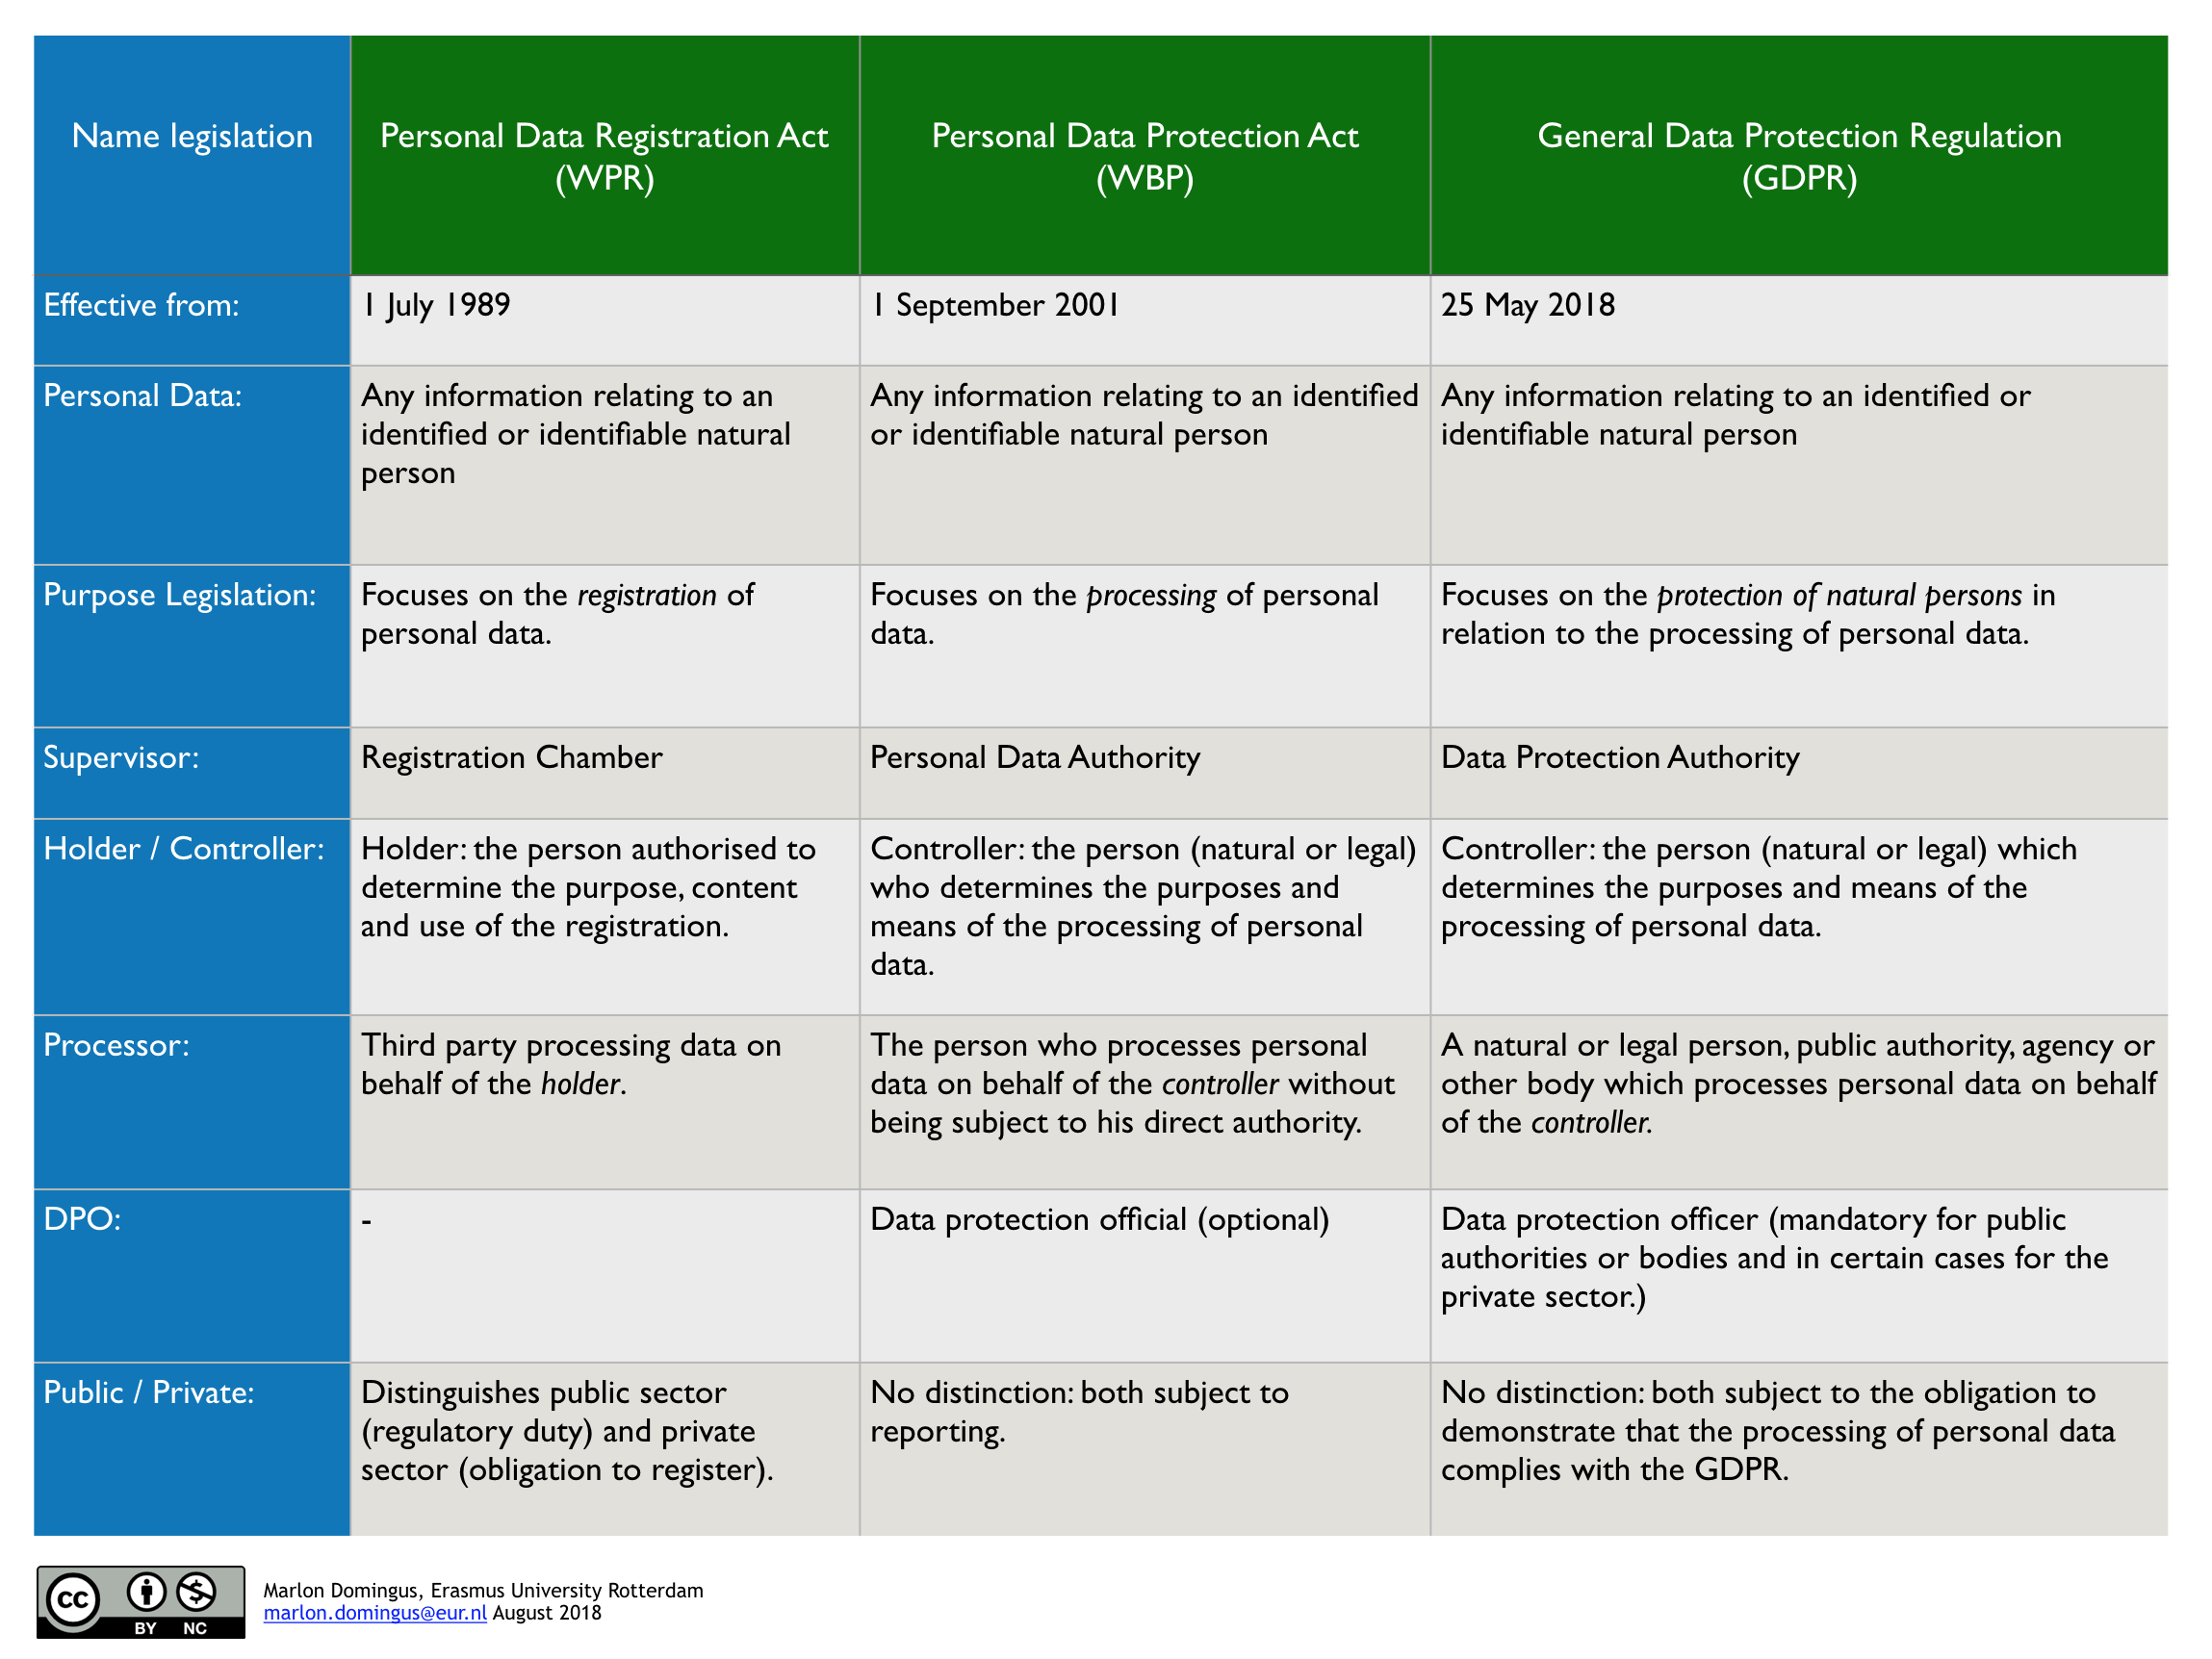 Name legislation
Personal Data Registration Act
(WPR)
Personal Data Protection Act
(WBP)
General Data Protection Regulation
(GDPR)
Effective from:
1 July 1989
1 September 2001
25 May 2018
Personal Data:
Any information relating to an
identified or identifiable natural
person
Any information relating to an identified
or identifiable natural person
Any information relating to an identified or
identifiable natural person
Purpose Legislation:
Focuses on the registration of
personal data.
Focuses on the processing of personal
data.
Focuses on the protection of natural persons in
relation to the processing of personal data.
Supervisor:
Registration Chamber
Personal Data Authority
Data Protection Authority
Holder / Controller:
Holder: the person authorised to
determine the purpose, content
and use of the registration.
Controller: the person (natural or legal)
who determines the purposes and
means of the processing of personal
data.
Controller: the person (natural or legal) which
determines the purposes and means of the
processing of personal data.
Processor:
Third party processing data on
behalf of the holder.
The person who processes personal
data on behalf of the controller without
being subject to his direct authority.
A natural or legal person, public authority, agency or
other body which processes personal data on behalf
of the controller.
DPO:
-
Data protection official (optional)
Data protection officer (mandatory for public
authorities or bodies and in certain cases for the
private sector.)
Public / Private:
Distinguishes public sector
(regulatory duty) and private
sector (obligation to register).
No distinction: both subject to
reporting.
No distinction: both subject to the obligation to
demonstrate that the processing of personal data
complies with the GDPR.
cc
BY NC
Marlon Domingus, Erasmus University Rotterdam
marlon.domingus@eur.nl August 2018